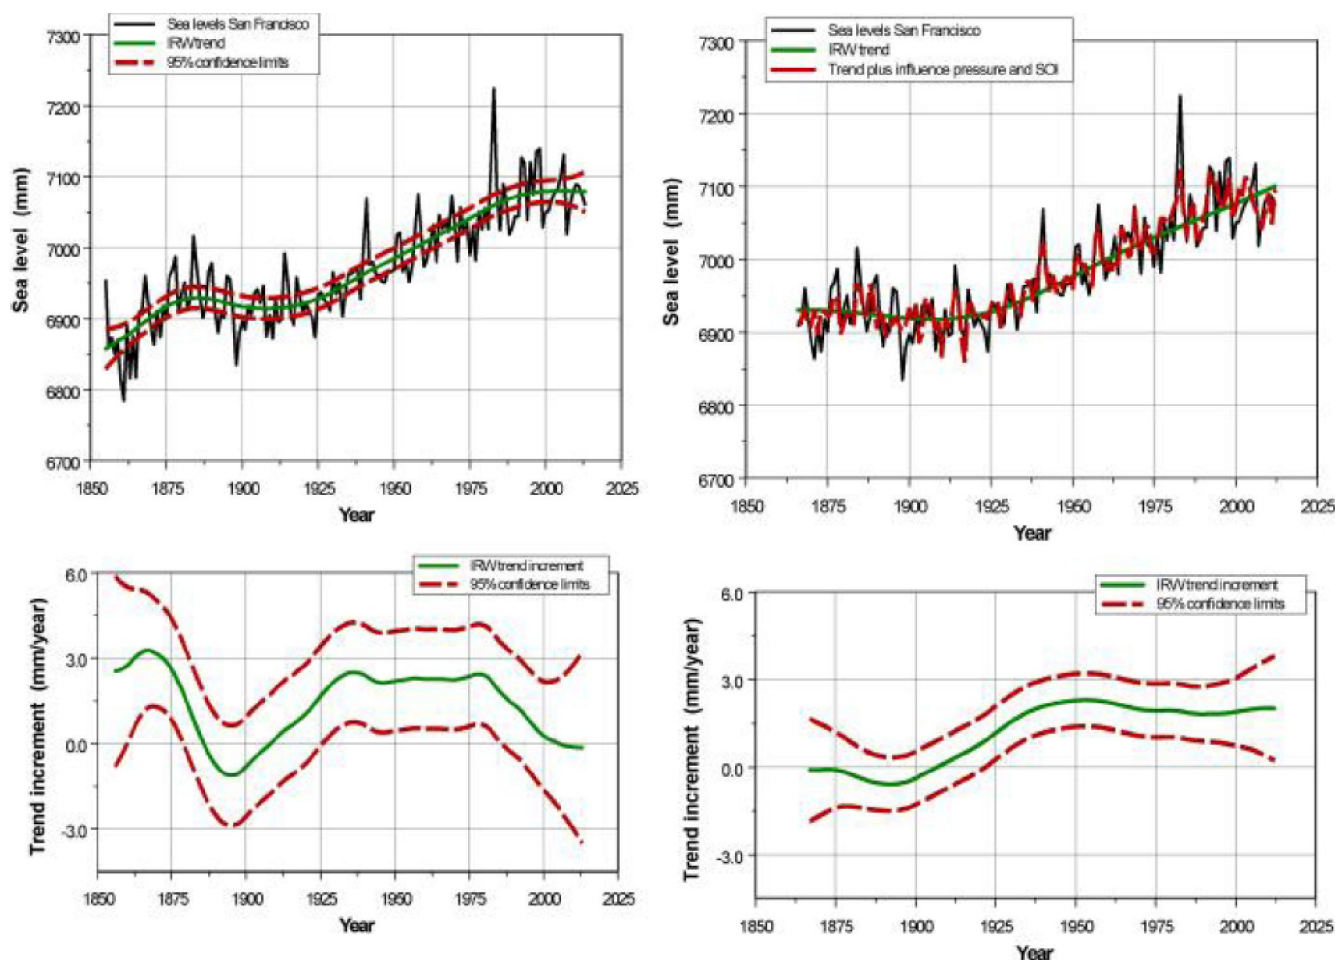 Sea levels San Francisco
IRW trend
95% confidence limits
7300
7200
7100
7000
6900
6800
6700
Sea level (mm)
1850 1875 1900 1925 1950 1975 2000 2025
Year
Sea levels San Francisco
IRW trend
Trend plus influence pressure and SOI
7300
7200
7100
7000
6900
6800
6700
Sea level (mm)
1850 1875 1900 1925 1950 1975 2000 2025
Year
IRW trend increment
95% confidence limits
6.0
3.0
0.0
-3.0
Trend increment (mm/year)
1850 1875 1900 1925 1950 1975 2000 2025
Year
IRW trend increment
95% confidence limits
6.0
3.0
0.0
-3.0
Trend increment (mm/year)
1850 1875 1900 1925 1950 1975 2000 2025
Year